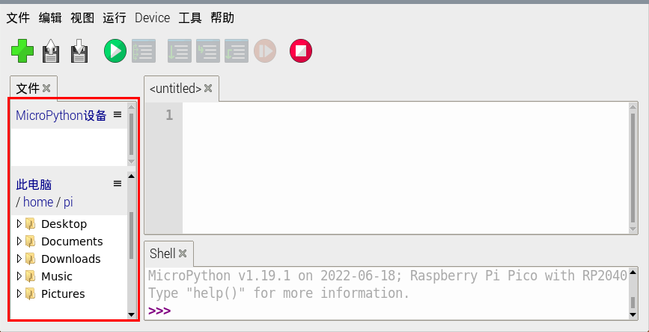 文件 编辑 视图 运行 Device 工具 帮助
文件
<untitled>
MicroPython设备
1
此电脑
/ home / pi
Desktop
Documents
Downloads
Music
Pictures
Shell
MicroPython v1.19.1 on 2022-06-18; Raspberry Pi Pico with RP2040
Type "help()" for more information.
>>>